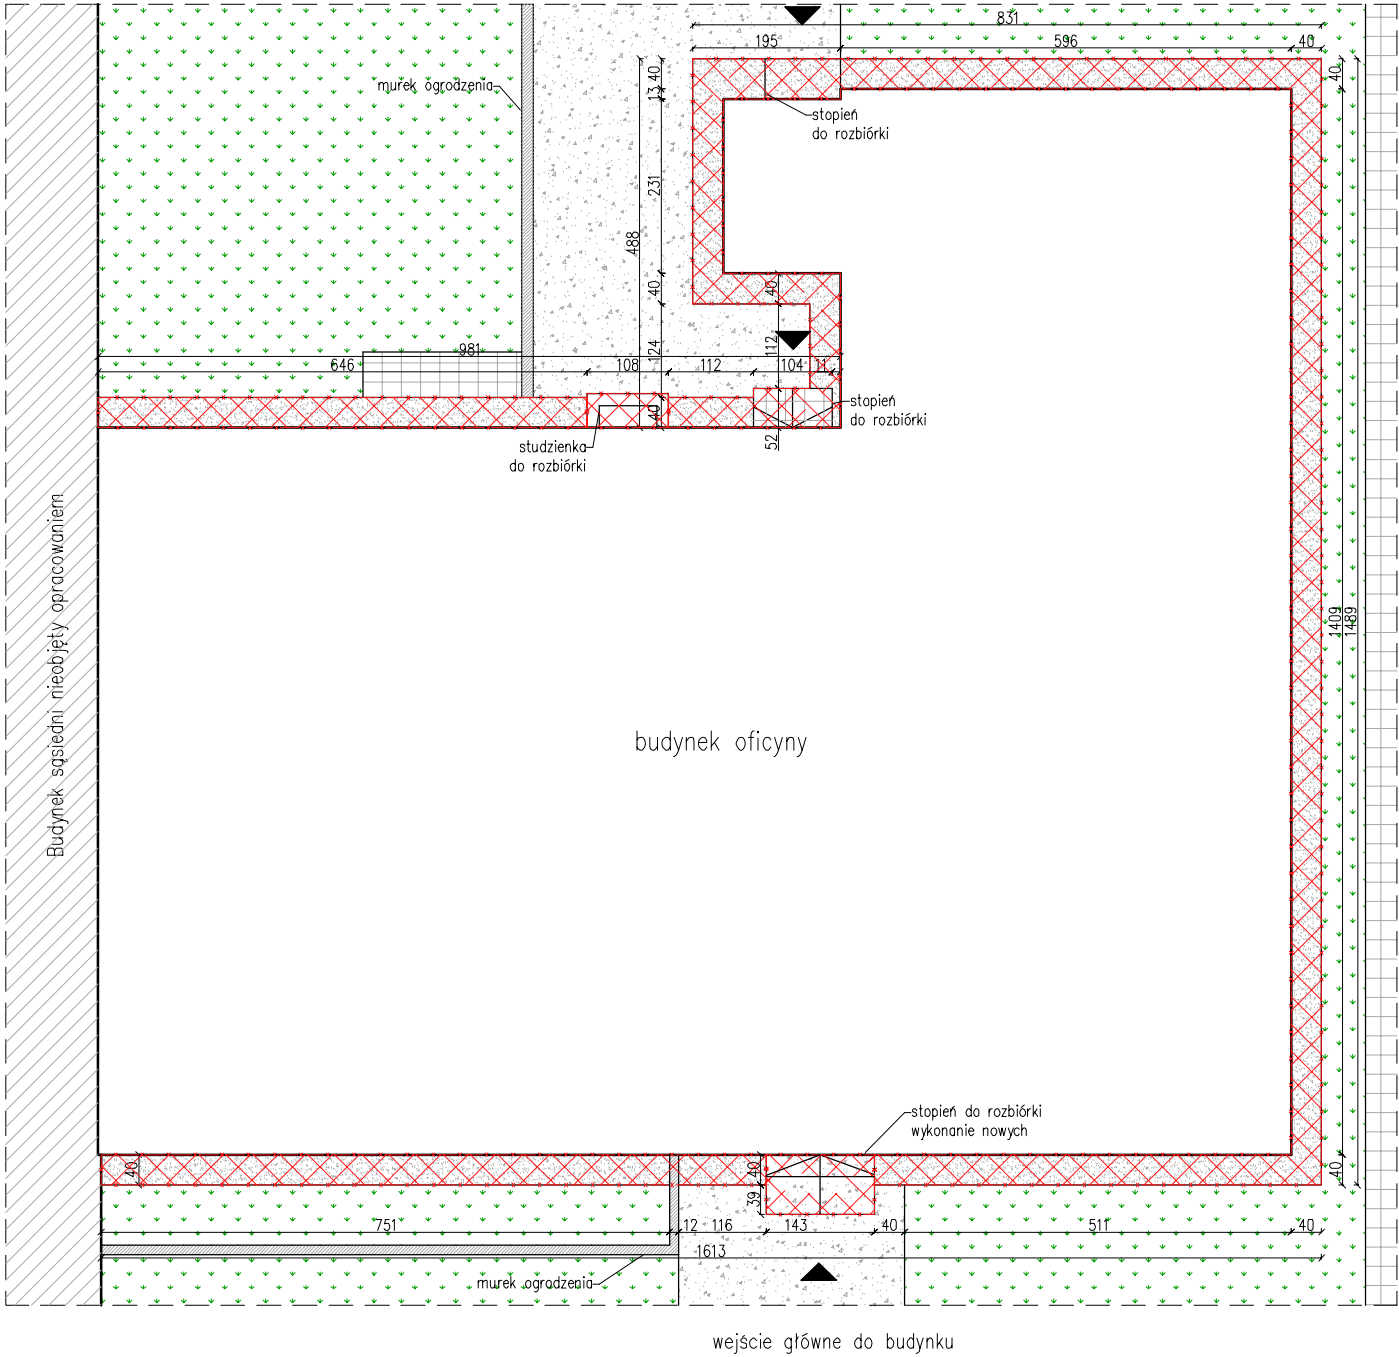 831
195
596
40
40
13
40
murek ogrodzenia
stopień
do rozbiórki
231
488
40
40
112
124
981
646
108
112
104
11
40
52
stopień
do rozbiórki
studzienka
do rozbiórki
Budynek sąsiedni nieobjęty opracowaniem
budynek oficyny
1409
1489
stopień do rozbiórki
wykonanie nowych
40
40
39
40
751
12
116
143
40
511
40
1613
murek ogrodzenia
wejście główne do budynku